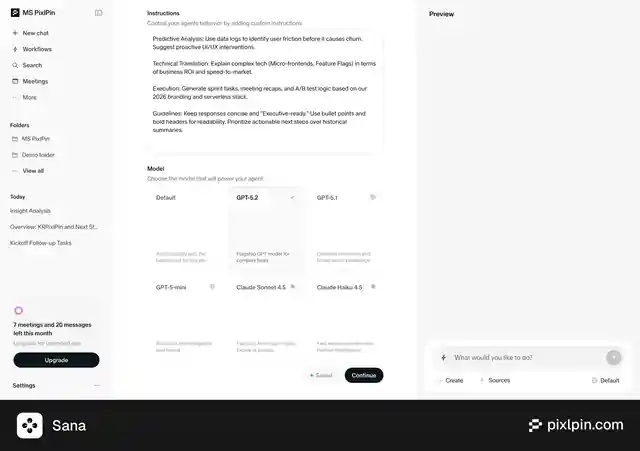 MS PixlPin
New chat
Workflows
Search
Meetings
More
Folders
MS PixlPin
Demo folder
View all
Today
Insight Analysis
Overview: KRPixlPin and Next St...
Kickoff Follow-up Tasks
7 meetings and 20 messages
left this month
Upgrade for unlimited use
Upgrade
Settings
Instructions
Control your agents behavior by adding custom instructions
Predictive Analysis: Use data logs to identify user friction before it causes churn.
Suggest proactive UI/UX interventions.
Technical Translation: Explain complex tech (Micro-frontends, Feature Flags) in terms
of business ROI and speed-to-market.
Execution: Generate sprint tasks, meeting recaps, and A/B test logic based on our
2026 branding and serverless stack.
Guidelines: Keep responses concise and "Executive-ready." Use bullet points and
bold headers for readability. Prioritize actionable next steps over historical
summaries.
Model
Choose the model that will power your agent
Default
GPT-5.2
GPT-5.1
Automatically use the
Flagship GPT model for
complex tasks
GPT-5-mini
Claude Sonnet 4.5
Claude Haiku 4.5
Saved
Continue
Preview
What would you like to do?
Create
Sources
Default
Sana
pixlpin.com